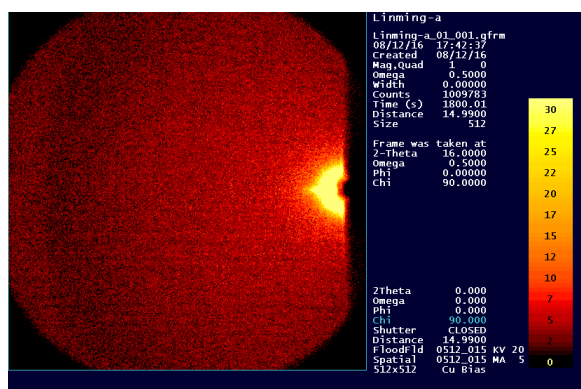 Linming-a
Linming-a_01_001.gfrm
08/12/16 17:42:37
Created 08/12/16
Mag,Quad 1 0
Omega 0.5000
Width 0.00000
Counts 1009783
Time (s) 1800.01
Distance 14.9900
Size 512
Frame was taken at
2-Theta 16.0000
Omega 0.5000
Phi 0.00000
Chi 90.0000
30
27
25
22
20
17
15
12
10
7
5
2
0
2Theta 0.000
Omega 0.000
Phi 0.000
Chi 90.000
Shutter CLOSED
Distance 14.9900
FloodFld 0512_015 KV 20
Spatial 0512_015 MA 5
512x512 Cu Bias